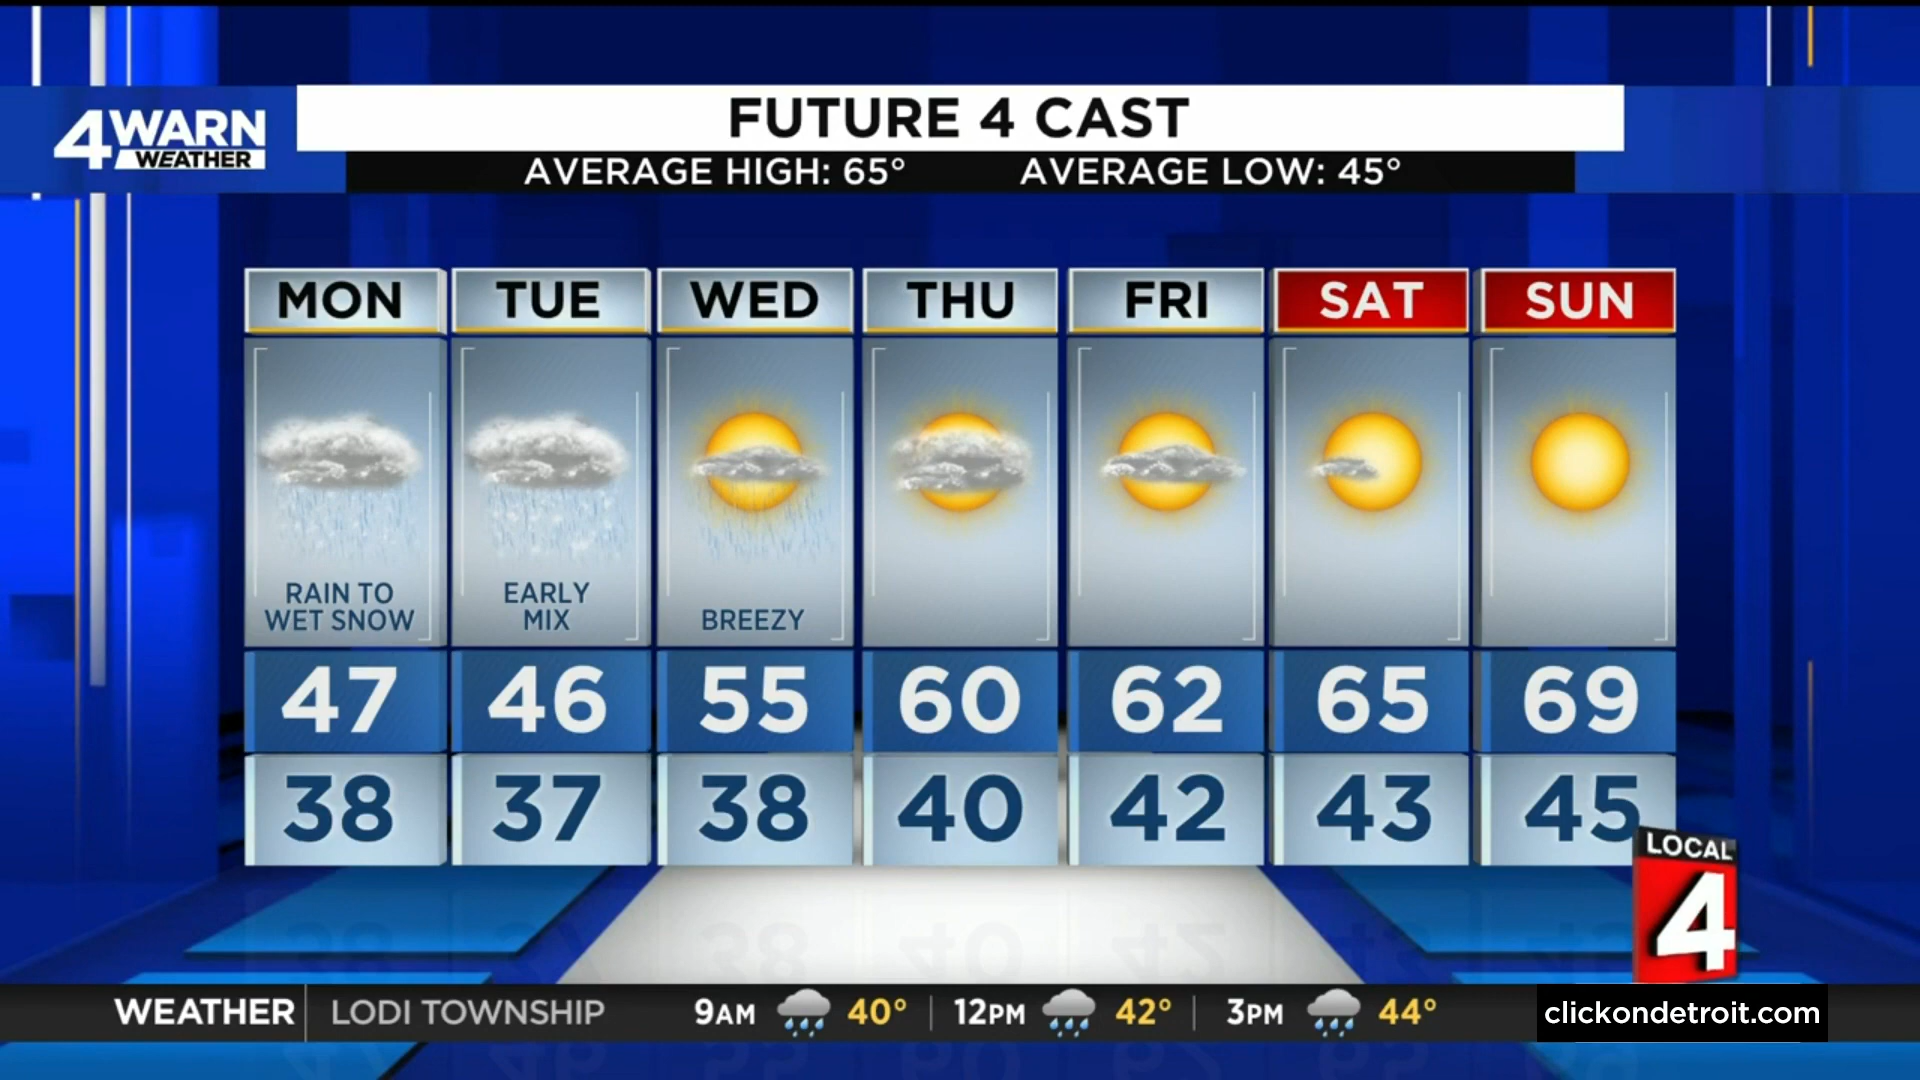 4WARN
WEATHER
FUTURE 4 CAST
AVERAGE HIGH: 65° AVERAGE LOW: 45°
MON TUE WED THU FRI SAT SUN
RAIN TO
WET SNOW
EARLY
MIX
BREEZY
47 46 55 60 62 65 69
38 37 38 40 42 43 45
LOCAL
4
WEATHER LODI TOWNSHIP 9AM 40° 12PM 42° 3PM 44° clickondetroit.com